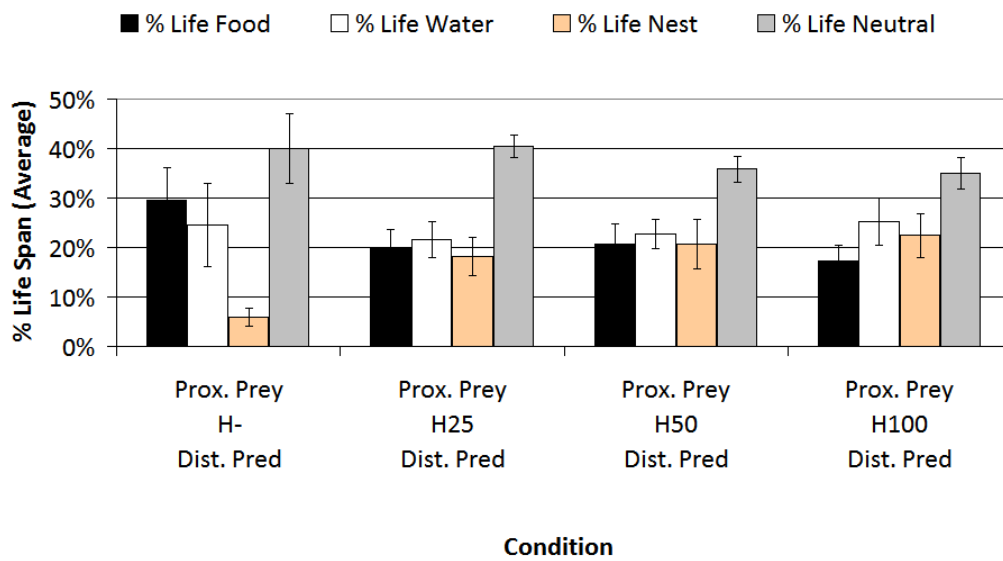 % Life Food % Life Water % Life Nest % Life Neutral
% Life Span (Average)
50%
40%
30%
20%
10%
0%
Prox. Prey Prox. Prey Prox. Prey Prox. Prey
H- H25 H50 H100
Dist. Pred Dist. Pred Dist. Pred Dist. Pred
Condition